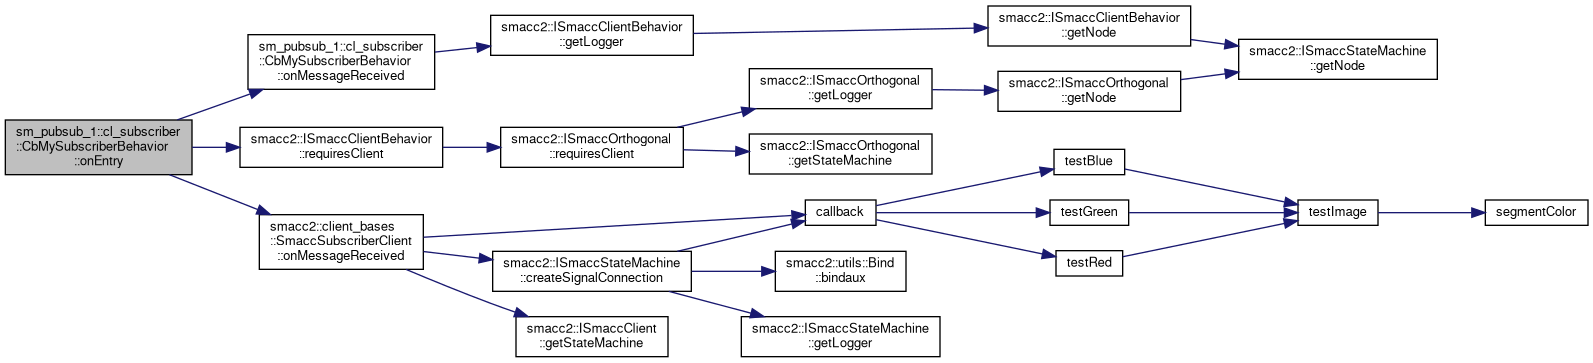 sm_pubsub_1::cl_subscriber
::CbMySubscriberBehavior
::onEntry
sm_pubsub_1::cl_subscriber
::CbMySubscriberBehavior
::onMessageReceived
smacc2::ISmaccClientBehavior
::getLogger
smacc2::ISmaccClientBehavior
::getNode
smacc2::ISmaccStateMachine
::getNode
smacc2::ISmaccClientBehavior
::requiresClient
smacc2::ISmaccOrthogonal
::requiresClient
smacc2::ISmaccOrthogonal
::getLogger
smacc2::ISmaccOrthogonal
::getNode
smacc2::ISmaccOrthogonal
::getStateMachine
smacc2::client_bases
::SmaccSubscriberClient
::onMessageReceived
callback
testBlue
testGreen
testRed
testImage
segmentColor
smacc2::ISmaccStateMachine
::createSignalConnection
smacc2::utils::Bind
::bindaux
smacc2::ISmaccStateMachine
::getLogger
smacc2::ISmaccClient
::getStateMachine